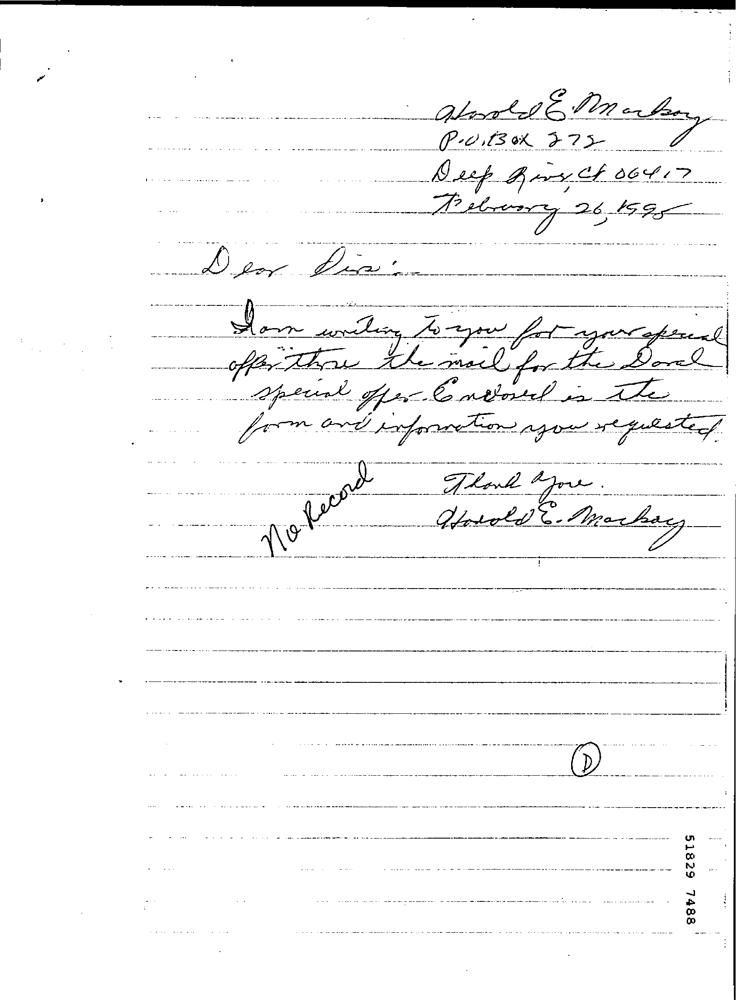 Harold E. Mackay
P.O. Box 272
Deep River, Ct 06417
February 26, 1995
Dear Sirs:
I am writing to you for your special
offer three the mail for the Doral
special offer. Enclosed is the
form and information you requested.
Thank you.
Harold E. Mackay
No Record
D
51829 7488